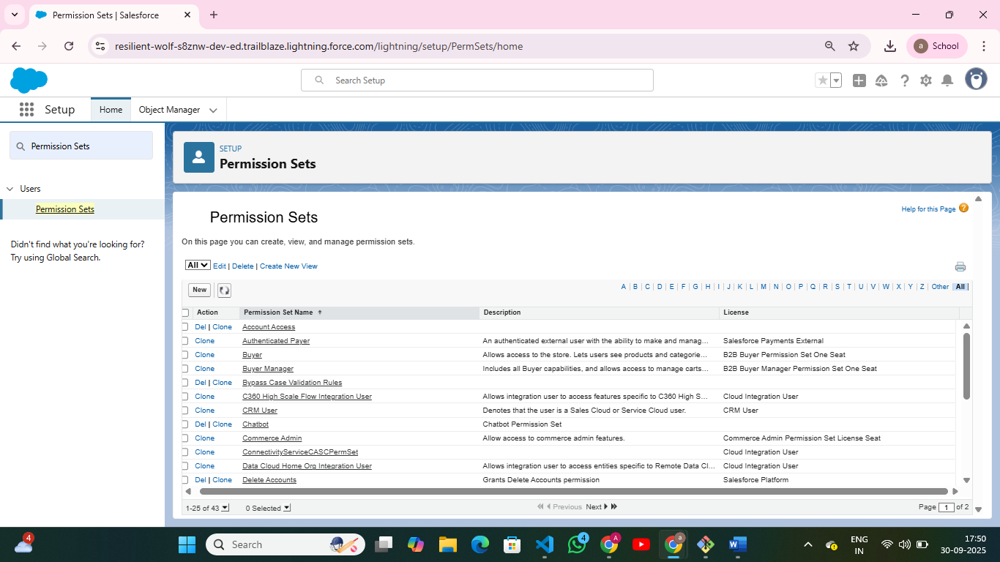 Permission Sets | Salesforce
resilient-wolf-s8znw-dev-ed.trailblaze.lightning.force.com/lightning/setup/PermSets/home
a School
Search Setup
Setup
Home
Object Manager
Permission Sets
Users
Permission Sets
Didn't find what you're looking for?
Try using Global Search.
SETUP
Permission Sets
Permission Sets
Help for this Page ?
On this page you can create, view, and manage permission sets.
All Edit | Delete | Create New View
New
A | B | C | D | E | F | G | H | I | J | K | L | M | N | O | P | Q | R | S | T | U | V | W | X | Y | Z | Other | All |
Action Permission Set Name ↑ Description License
Del | Clone Account Access
Clone Authenticated Payer An authenticated external user with the ability to make and manag... Salesforce Payments External
Clone Buyer Allows access to the store. Lets users see products and categorie... B2B Buyer Permission Set One Seat
Clone Buyer Manager Includes all Buyer capabilities, and allows access to manage carts... B2B Buyer Manager Permission Set One Seat
Del | Clone Bypass Case Validation Rules
Clone C360 High Scale Flow Integration User Allows integration user to access features specific to C360 High S... Cloud Integration User
Clone CRM User Denotes that the user is a Sales Cloud or Service Cloud user. CRM User
Del | Clone Chatbot Chatbot Permission Set
Clone Commerce Admin Allow access to commerce admin features. Commerce Admin Permission Set License Seat
Clone ConnectivityServiceCASCPermSet Cloud Integration User
Clone Data Cloud Home Org Integration User Allows integration user to access entities specific to Remote Data Cl... Cloud Integration User
Del | Clone Delete Accounts Grants Delete Accounts permission Salesforce Platform
1-25 of 43 0 Selected Previous Next Page 1 of 2
4
Search
4
A
a
ENG
IN
17:50
30-09-2025